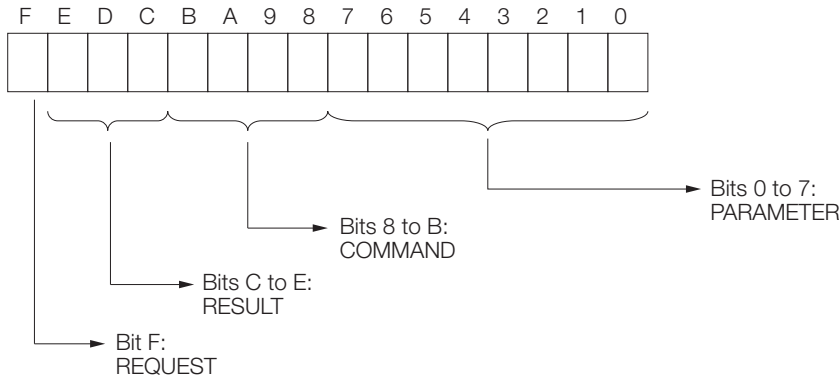 F E D C B A 9 8 7 6 5 4 3 2 1 0
Bits 0 to 7:
PARAMETER
Bits 8 to B:
COMMAND
Bits C to E:
RESULT
Bit F:
REQUEST